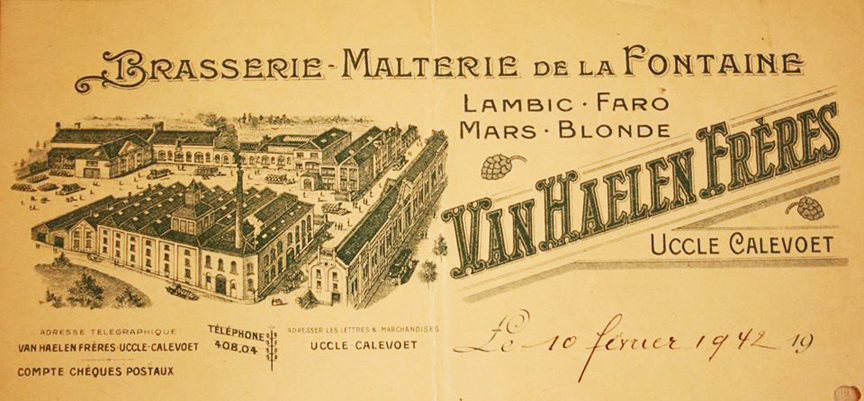 BRASSERIE-MALTERIE DE LA FONTAINE
LAMBIC · FARO
MARS · BLONDE
VAN HAELEN FRÈRES
UCCLE CALEVOET
ADRESSE TÉLÉGRAPHIQUE
VAN HAELEN FRÈRES-UCCLE-CALEVOET
COMPTE CHÉQUES POSTAUX
TÉLÉPHONE
408.04
ADRESSER LES LETTRES & MARCHANDISES
UCCLE CALEVOET
Le 10 février 1942 19